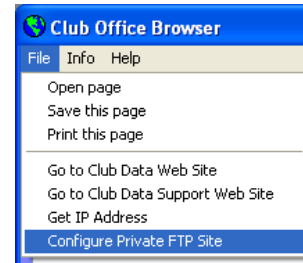 Club Office Browser
File Info Help
Open page
Save this page
Print this page
Go to Club Data Web Site
Go to Club Data Support Web Site
Get IP Address
Configure Private FTP Site